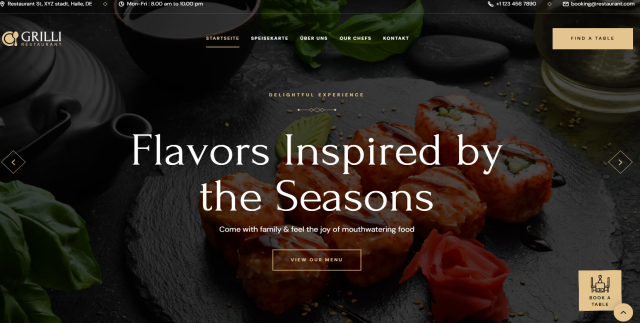 Restaurant St, XYZ stadt, Halle, DE
Mon-Fri : 8.00 am to 10.00 pm
+1 123 456 7890
booking@restaurant.com
GRILLI
RESTAURANT
STARTSEITE
SPEISEKARTE
ÜBER UNS
OUR CHEFS
KONTAKT
FIND A TABLE
DELIGHTFUL EXPERIENCE
Flavors Inspired by
the Seasons
Come with family & feel the joy of mouthwatering food
VIEW OUR MENU
BOOK A
TABLE